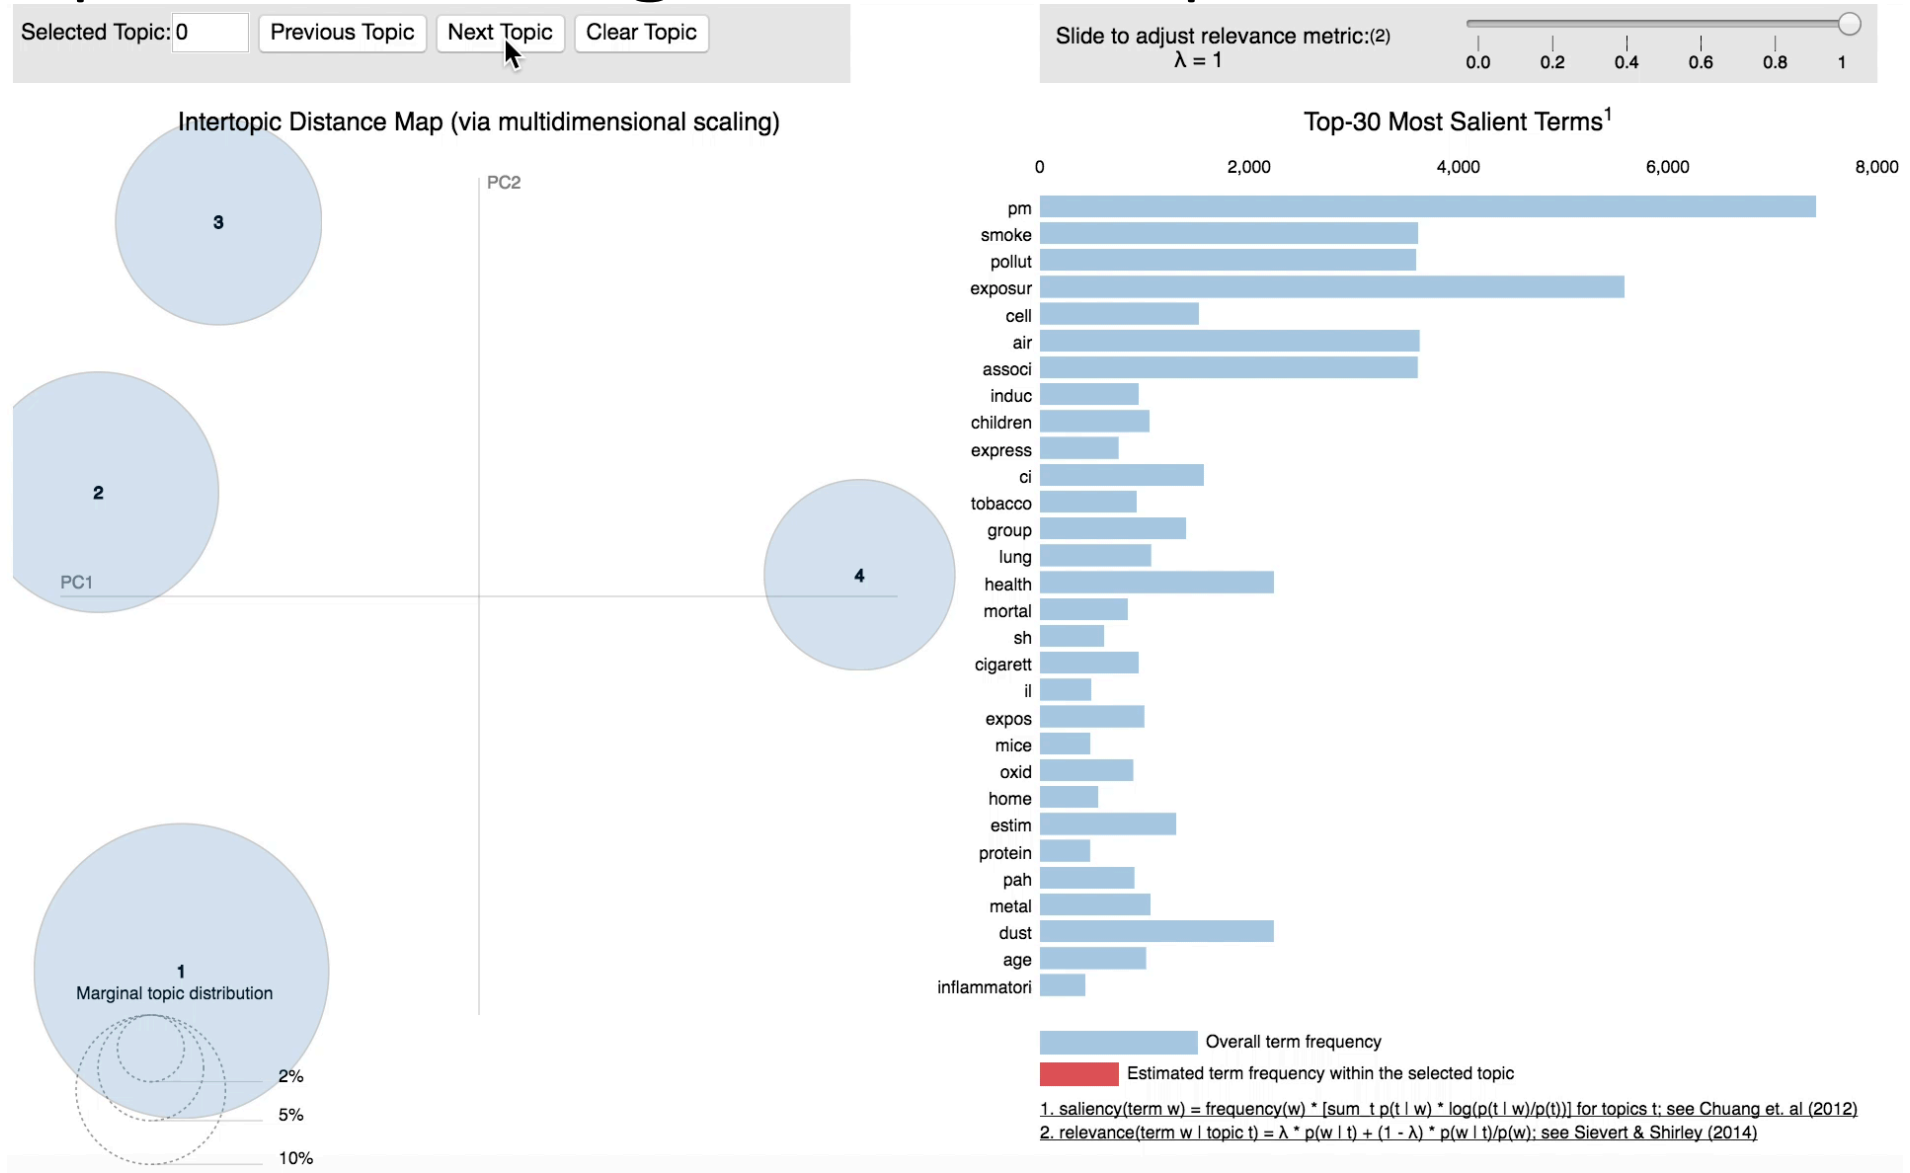 Selected Topic: 0 Previous Topic Next Topic Clear Topic
Slide to adjust relevance metric:(2)
λ = 1
0.0 0.2 0.4 0.6 0.8 1
Intertopic Distance Map (via multidimensional scaling)
PC2
3
2
PC1
4
1
Marginal topic distribution
2%
5%
10%
Top-30 Most Salient Terms1
0 2,000 4,000 6,000 8,000
pm
smoke
pollut
exposur
cell
air
associ
induc
children
express
ci
tobacco
group
lung
health
mortal
sh
cigarett
il
expos
mice
oxid
home
estim
protein
pah
metal
dust
age
inflammatori
Overall term frequency
Estimated term frequency within the selected topic
1. saliency(term w) = frequency(w) * [sum_t p(t | w) * log(p(t | w)/p(t))] for topics t; see Chuang et. al (2012)
2. relevance(term w | topic t) = λ * p(w | t) + (1 - λ) * p(w | t)/p(w); see Sievert & Shirley (2014)